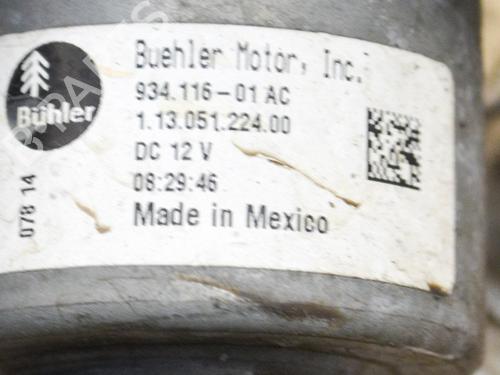 Buehler Motor, Inc.
934.116-01 AC
1.13.051.224.00
DC 12 V
08:29:46
Made in Mexico
Bühler
078 14